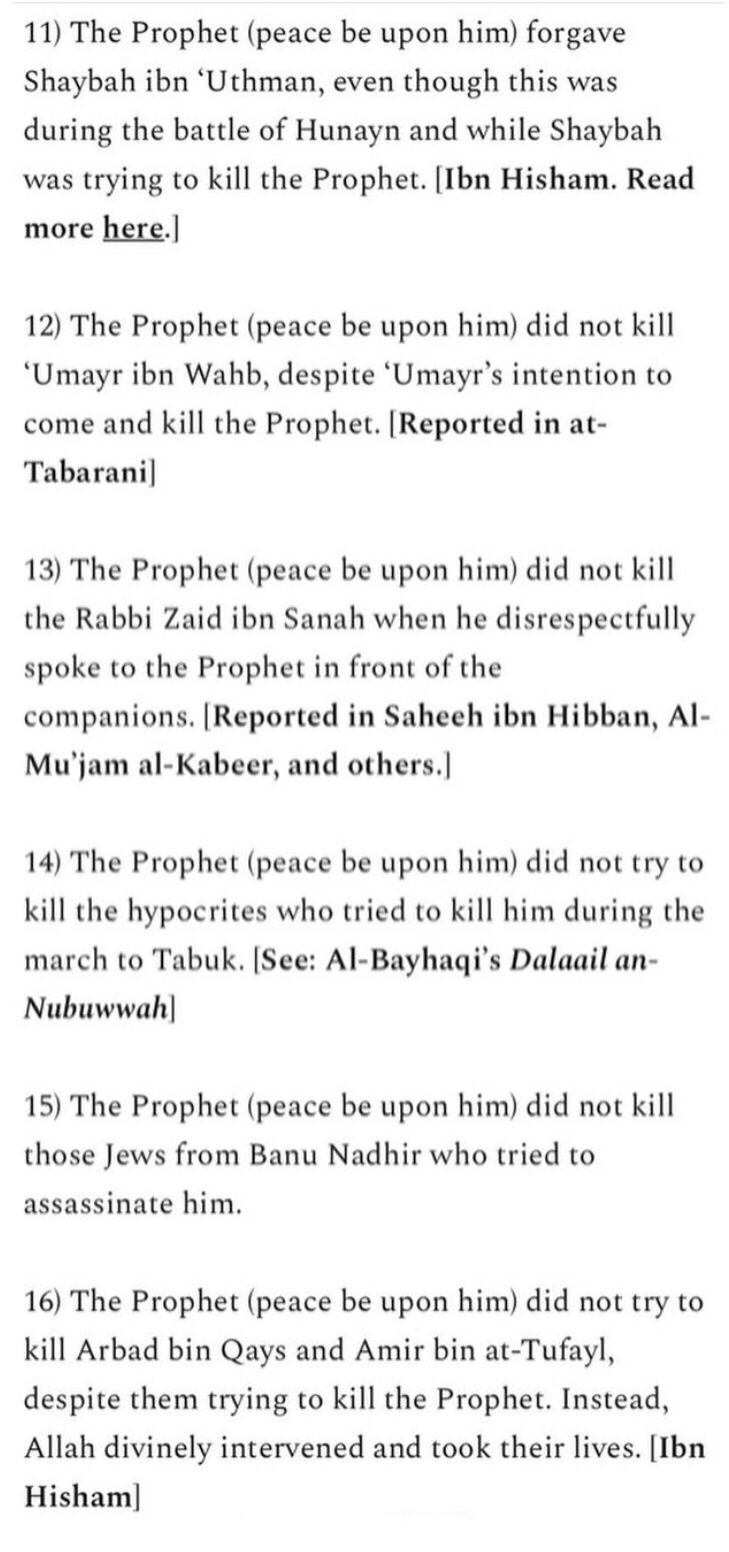 11) The Prophet (peace be upon him) forgave
Shaybah ibn ‘Uthman, even though this was
during the battle of Hunayn and while Shaybah
was trying to kill the Prophet. [Ibn Hisham. Read
more here.]
12) The Prophet (peace be upon him) did not kill
‘Umayr ibn Wahb, despite ‘Umayr’s intention to
come and kill the Prophet. [Reported in at-
Tabarani]
13) The Prophet (peace be upon him) did not kill
the Rabbi Zaid ibn Sanah when he disrespectfully
spoke to the Prophet in front of the
companions. [Reported in Saheeh ibn Hibban, Al-
Mu’jam al-Kabeer, and others.]
14) The Prophet (peace be upon him) did not try to
kill the hypocrites who tried to kill him during the
march to Tabuk. [See: Al-Bayhaqi’s Dalaail an-
Nubuwwah]
15) The Prophet (peace be upon him) did not kill
those Jews from Banu Nadhir who tried to
assassinate him.
16) The Prophet (peace be upon him) did not try to
kill Arbad bin Qays and Amir bin at-Tufayl,
despite them trying to kill the Prophet. Instead,
Allah divinely intervened and took their lives. [Ibn
Hisham]